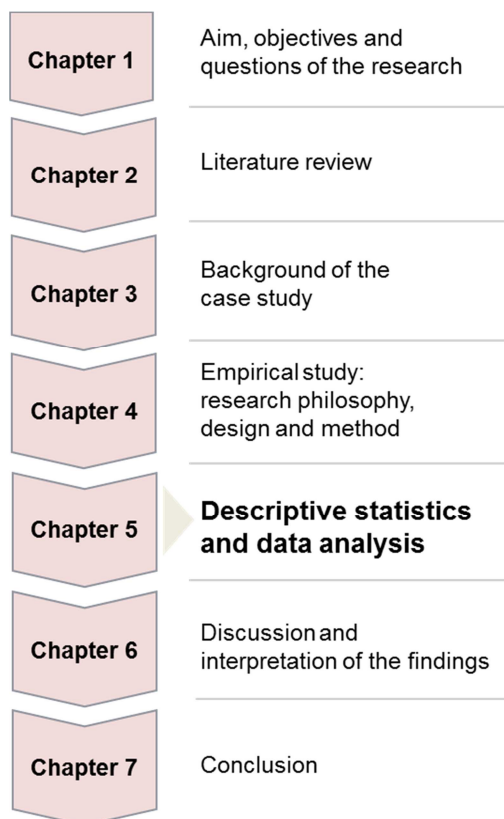 Chapter 1
Aim, objectives and
questions of the research
Chapter 2
Literature review
Chapter 3
Background of the
case study
Chapter 4
Empirical study:
research philosophy,
design and method
Chapter 5
Descriptive statistics
and data analysis
Chapter 6
Discussion and
interpretation of the findings
Chapter 7
Conclusion